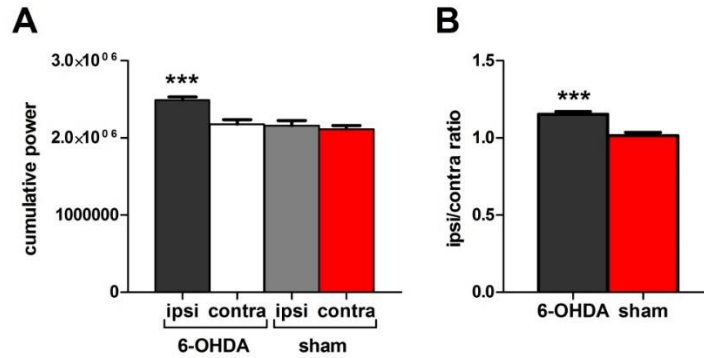 A
cumulative power
3.0×10⁰⁶
2.0×10⁰⁶
1000000
0
***
ipsi contra ipsi contra
6-OHDA sham
B
ipsi/contra ratio
1.5
1.0
0.5
0.0
***
6-OHDA sham